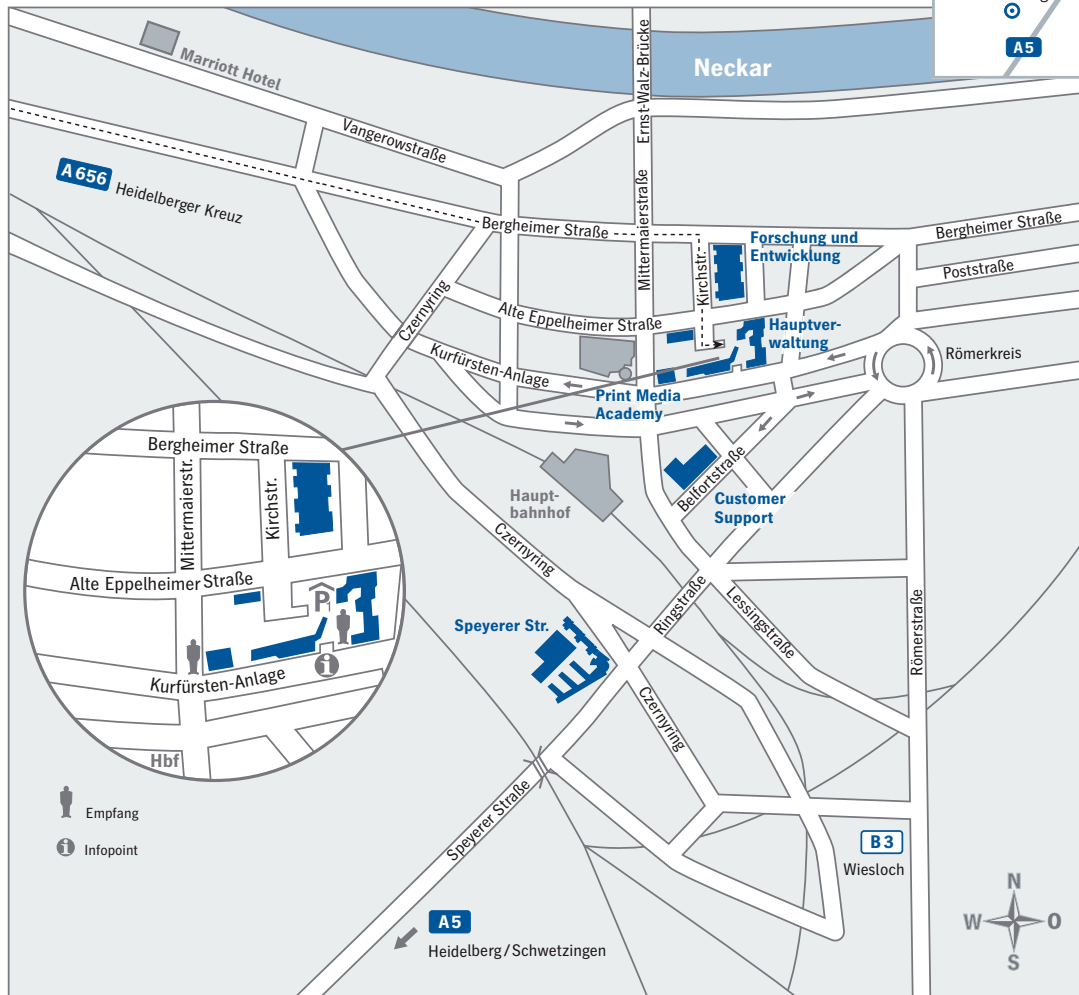 A5
Marriott Hotel
Ernst-Walz-Brücke
Neckar
Vangerowstraße
A 656
Heidelberger Kreuz
Bergheimer Straße
Mittermaierstraße
Kirchstr.
Forschung und
Entwicklung
Bergheimer Straße
Poststraße
Czernyring
Alte Eppelheimer Straße
Hauptver-
waltung
Kurfürsten-Anlage
Römerkreis
Print Media
Academy
Haupt-
bahnhof
Belfortstraße
Customer
Support
Czernyring
Speyerer Str.
Ringstraße
Lessingstraße
Römerstraße
Czernyring
Speyerer Straße
Bergheimer Straße
Mittermaierstr.
Kirchstr.
Alte Eppelheimer Straße
P
i
Kurfürsten-Anlage
Hbf
Empfang
i Infopoint
B 3
Wiesloch
A5
Heidelberg/Schwetzingen
N
W O
S